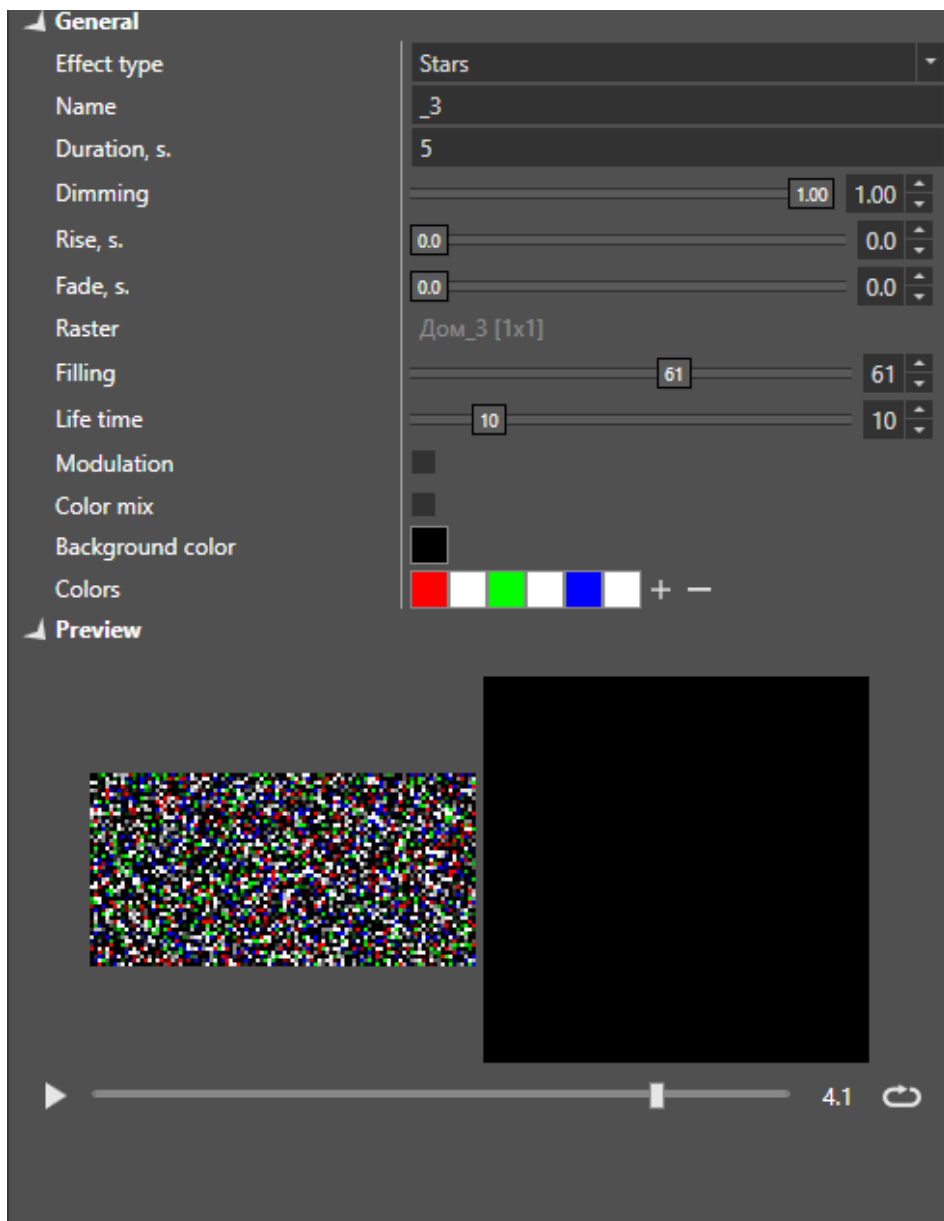 General
Effect type Stars
Name _3
Duration, s. 5
Dimming 1.00 1.00
Rise, s. 0.0 0.0
Fade, s. 0.0 0.0
Raster Дом_3 [1x1]
Filling 61 61
Life time 10 10
Modulation
Color mix
Background color
Colors
Preview
4.1